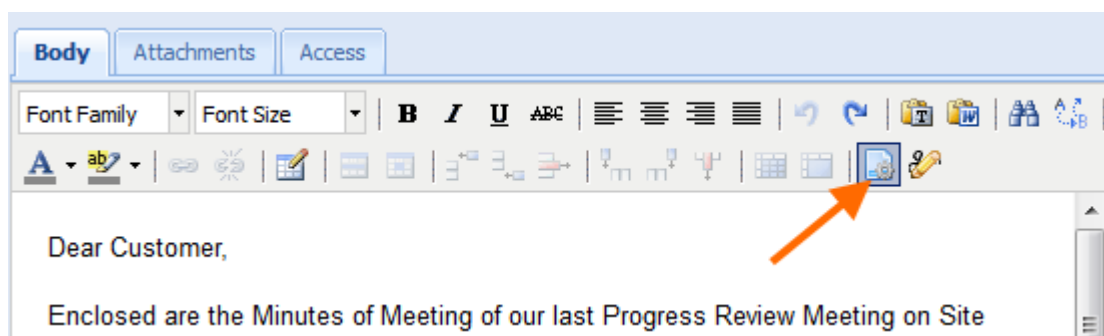 Body Attachments Access
Font Family Font Size B I U ABC T W A B
A ab
Dear Customer,
Enclosed are the Minutes of Meeting of our last Progress Review Meeting on Site